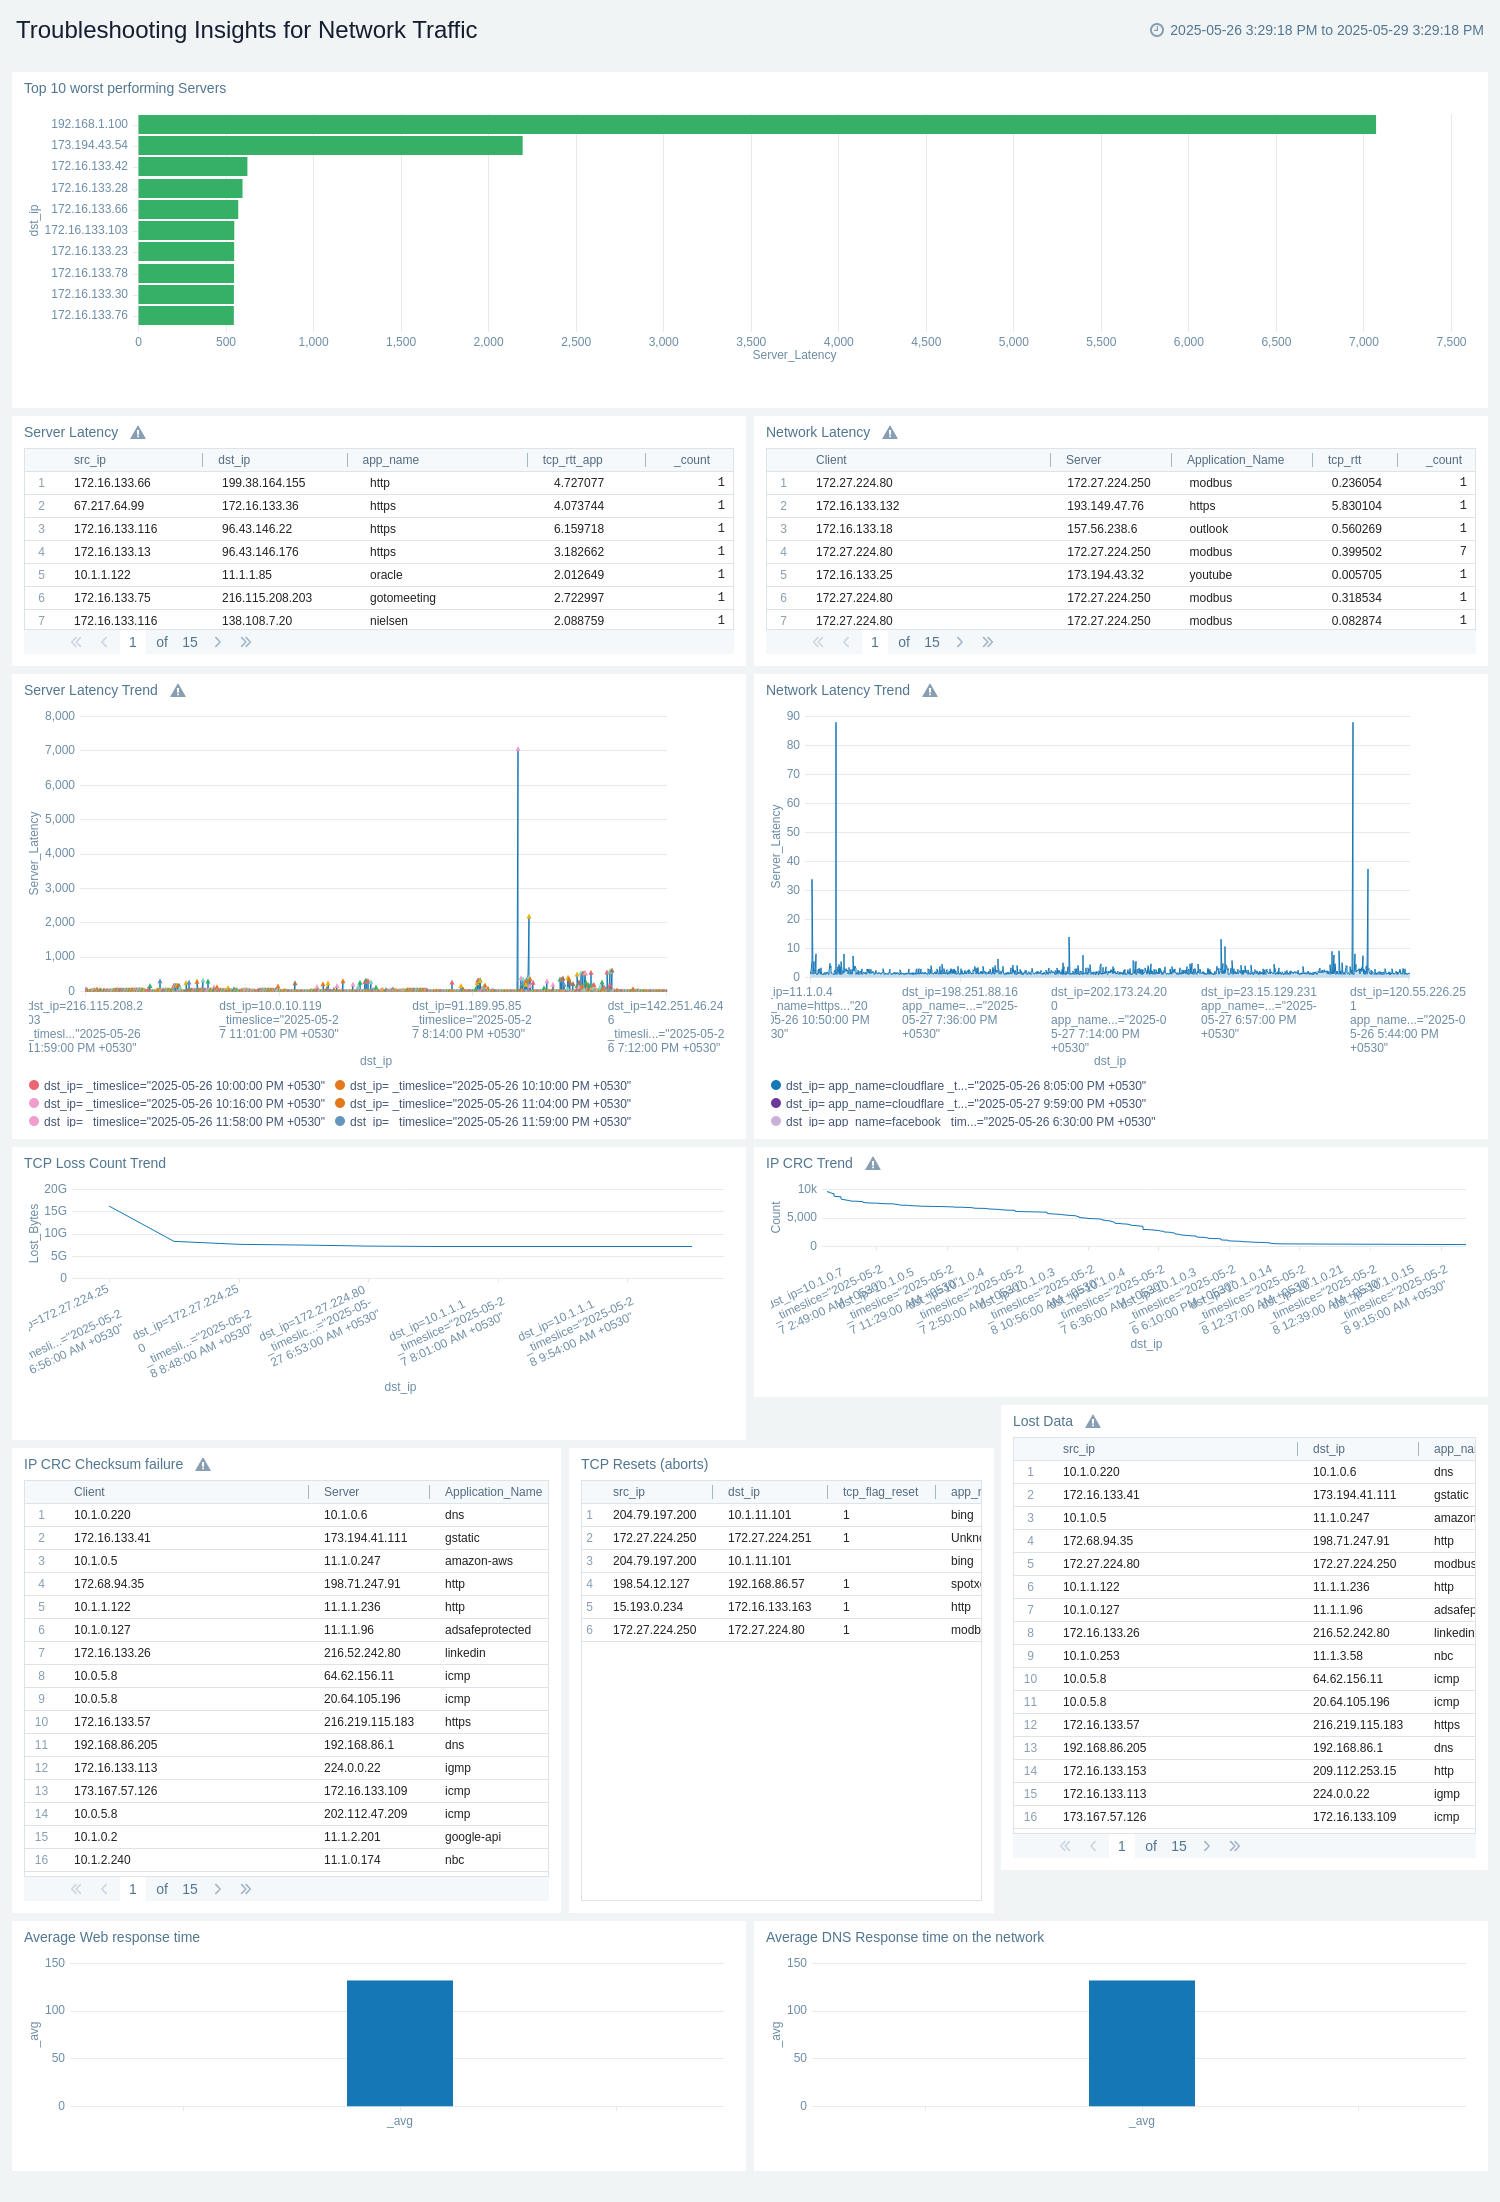 Troubleshooting Insights for Network Traffic
2025-05-26 3:29:18 PM to 2025-05-29 3:29:18 PM
Top 10 worst performing Servers
dst_ip
192.168.1.100
173.194.43.54
172.16.133.42
172.16.133.28
172.16.133.66
172.16.133.103
172.16.133.23
172.16.133.78
172.16.133.30
172.16.133.76
0 500 1,000 1,500 2,000 2,500 3,000 3,500 4,000 4,500 5,000 5,500 6,000 6,500 7,000 7,500
Server_Latency
Server Latency
src_ip dst_ip app_name tcp_rtt_app _count
1 172.16.133.66 199.38.164.155 http 4.727077 1
2 67.217.64.99 172.16.133.36 https 4.073744 1
3 172.16.133.116 96.43.146.22 https 6.159718 1
4 172.16.133.13 96.43.146.176 https 3.182662 1
5 10.1.1.122 11.1.1.85 oracle 2.012649 1
6 172.16.133.75 216.115.208.203 gotomeeting 2.722997 1
7 172.16.133.116 138.108.7.20 nielsen 2.088759 1
1 of 15
Network Latency
Client Server Application_Name tcp_rtt _count
1 172.27.224.80 172.27.224.250 modbus 0.236054 1
2 172.16.133.132 193.149.47.76 https 5.830104 1
3 172.16.133.18 157.56.238.6 outlook 0.560269 1
4 172.27.224.80 172.27.224.250 modbus 0.399502 7
5 172.16.133.25 173.194.43.32 youtube 0.005705 1
6 172.27.224.80 172.27.224.250 modbus 0.318534 1
7 172.27.224.80 172.27.224.250 modbus 0.082874 1
1 of 15
Server Latency Trend
Server_Latency
8,000
7,000
6,000
5,000
4,000
3,000
2,000
1,000
0
dst_ip=216.115.208.2 dst_ip=10.0.10.119 dst_ip=91.189.95.85 dst_ip=142.251.46.24
03 _timeslice="2025-05-2 _timeslice="2025-05-2 6
_timesl..."2025-05-26 7 11:01:00 PM +0530" 7 8:14:00 PM +0530" _timesl..."2025-05-2
11:59:00 PM +0530" 6 7:12:00 PM +0530"
dst_ip
dst_ip= _timeslice="2025-05-26 10:00:00 PM +0530" dst_ip= _timeslice="2025-05-26 10:10:00 PM +0530"
dst_ip= _timeslice="2025-05-26 10:16:00 PM +0530" dst_ip= _timeslice="2025-05-26 11:04:00 PM +0530"
dst_ip= _timeslice="2025-05-26 11:58:00 PM +0530" dst_ip= _timeslice="2025-05-26 11:59:00 PM +0530"
Network Latency Trend
Server_Latency
90
80
70
60
50
40
30
20
10
0
_ip=11.1.0.4 dst_ip=198.251.88.16 dst_ip=202.173.24.20 dst_ip=23.15.129.231 dst_ip=120.55.226.25
_name=https..."20 app_name=..."2025- 0 app_name=..."2025- 1
05-26 10:50:00 PM 05-27 7:36:00 PM app_name...="2025-0 05-27 6:57:00 PM app_name...="2025-0
30" +0530" 5-27 7:14:00 PM +0530" 5-26 5:44:00 PM
+0530" +0530"
dst_ip
dst_ip= app_name=cloudflare _t...="2025-05-26 8:05:00 PM +0530"
dst_ip= app_name=cloudflare _t...="2025-05-27 9:59:00 PM +0530"
dst_ip= app_name=facebook _tim...="2025-05-26 6:30:00 PM +0530"
TCP Loss Count Trend
Lost_Bytes
20G
15G
10G
5G
0
p=172.27.224.25
mesli...="2025-05-2
6:56:00 AM +0530"
dst_ip=172.27.224.25
0
_timesli...="2025-05-2
8 8:48:00 AM +0530"
dst_ip=172.27.224.80
_timeslic..."2025-05-
27 6:53:00 AM +0530"
dst_ip=10.1.1.1
_timeslice="2025-05-2
7 8:01:00 AM +0530"
dst_ip=10.1.1.1
_timeslice="2025-05-2
8 9:54:00 AM +0530"
dst_ip
IP CRC Trend
Count
10k
5,000
0
dst_ip=10.1.0.7
_timeslice="2025-05-2
7 2:49:00 AM +0530"
dst_ip=10.1.0.5
_timeslice="2025-05-2
7 11:29:00 AM +0530"
dst_ip=10.1.0.4
_timeslice="2025-05-2
7 2:50:00 AM +0530"
dst_ip=10.1.0.3
_timeslice="2025-05-2
8 10:56:00 AM +0530"
dst_ip=10.1.0.4
_timeslice="2025-05-2
7 6:36:00 AM +0530"
dst_ip=10.1.0.3
_timeslice="2025-05-2
6 6:10:00 PM +0530"
dst_ip=10.1.0.14
_timeslice="2025-05-2
8 12:37:00 AM +0530"
dst_ip=10.1.0.21
_timeslice="2025-05-2
8 12:39:00 AM +0530"
dst_ip=10.1.0.15
_timeslice="2025-05-2
8 9:15:00 AM +0530"
dst_ip
IP CRC Checksum failure
Client Server Application_Name
1 10.1.0.220 10.1.0.6 dns
2 172.16.133.41 173.194.41.111 gstatic
3 10.1.0.5 11.1.0.247 amazon-aws
4 172.68.94.35 198.71.247.91 http
5 10.1.1.122 11.1.1.236 http
6 10.1.0.127 11.1.1.96 adsafeprotected
7 172.16.133.26 216.52.242.80 linkedin
8 10.0.5.8 64.62.156.11 icmp
9 10.0.5.8 20.64.105.196 icmp
10 172.16.133.57 216.219.115.183 https
11 192.168.86.205 192.168.86.1 dns
12 172.16.133.113 224.0.0.22 igmp
13 173.167.57.126 172.16.133.109 icmp
14 10.0.5.8 202.112.47.209 icmp
15 10.1.0.2 11.1.2.201 google-api
16 10.1.2.240 11.1.0.174 nbc
1 of 15
TCP Resets (aborts)
src_ip dst_ip tcp_flag_reset app_r
1 204.79.197.200 10.1.11.101 1 bing
2 172.27.224.250 172.27.224.251 1 Unkno
3 204.79.197.200 10.1.11.101 bing
4 198.54.12.127 192.168.86.57 1 spotxc
5 15.193.0.234 172.16.133.163 1 http
6 172.27.224.250 172.27.224.80 1 modb
Lost Data
src_ip dst_ip app_na
1 10.1.0.220 10.1.0.6 dns
2 172.16.133.41 173.194.41.111 gstatic
3 10.1.0.5 11.1.0.247 amazon
4 172.68.94.35 198.71.247.91 http
5 172.27.224.80 172.27.224.250 modbus
6 10.1.1.122 11.1.1.236 http
7 10.1.0.127 11.1.1.96 adsafep
8 172.16.133.26 216.52.242.80 linkedin
9 10.1.0.253 11.1.3.58 nbc
10 10.0.5.8 64.62.156.11 icmp
11 10.0.5.8 20.64.105.196 icmp
12 172.16.133.57 216.219.115.183 https
13 192.168.86.205 192.168.86.1 dns
14 172.16.133.153 209.112.253.15 http
15 172.16.133.113 224.0.0.22 igmp
16 173.167.57.126 172.16.133.109 icmp
1 of 15
Average Web response time
_avg
150
100
50
0
_avg
Average DNS Response time on the network
_avg
150
100
50
0
_avg